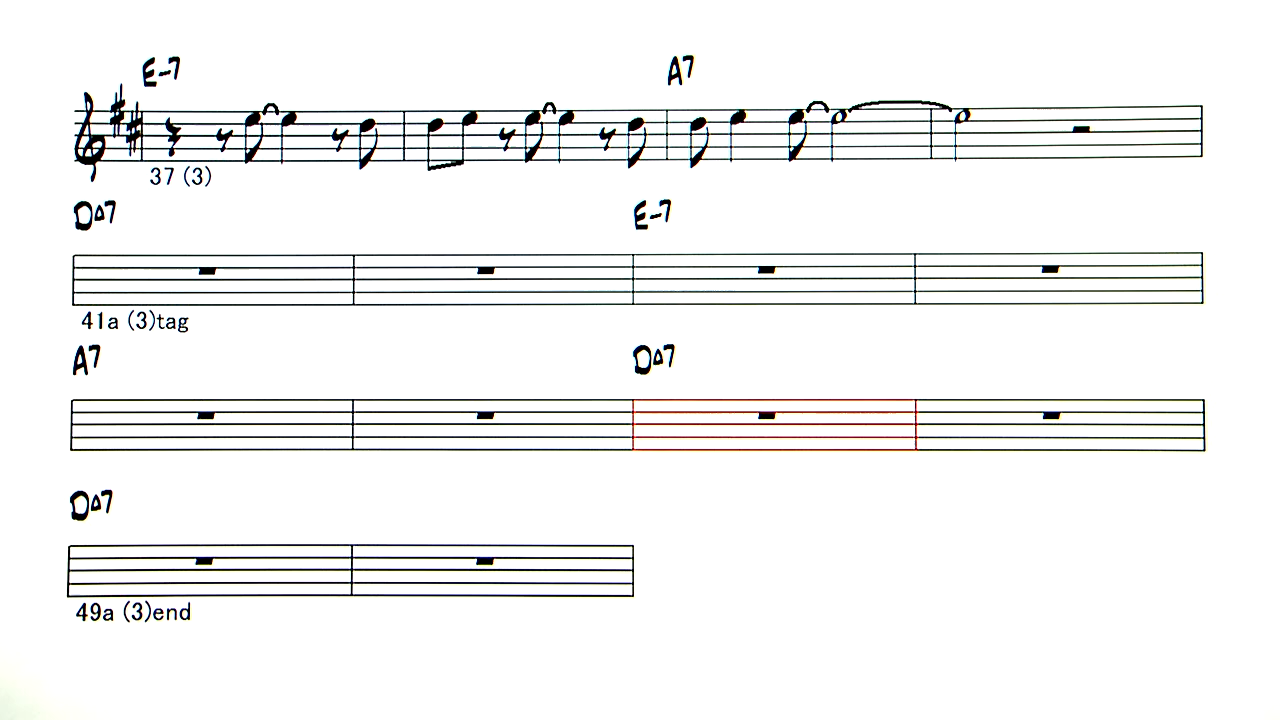 E-7 A7
37 (3)
D△7 E-7
41a (3)tag
A7 D△7
D△7
49a (3)end